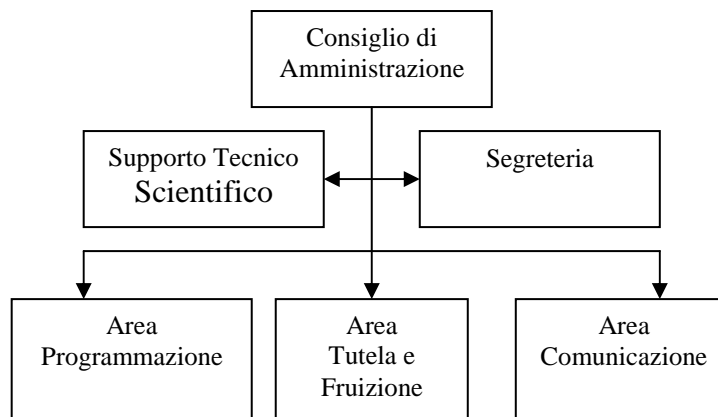 Consiglio di
Amministrazione
Supporto Tecnico
Scientifico
Segreteria
Area
Programmazione
Area
Tutela e
Fruizione
Area
Comunicazione